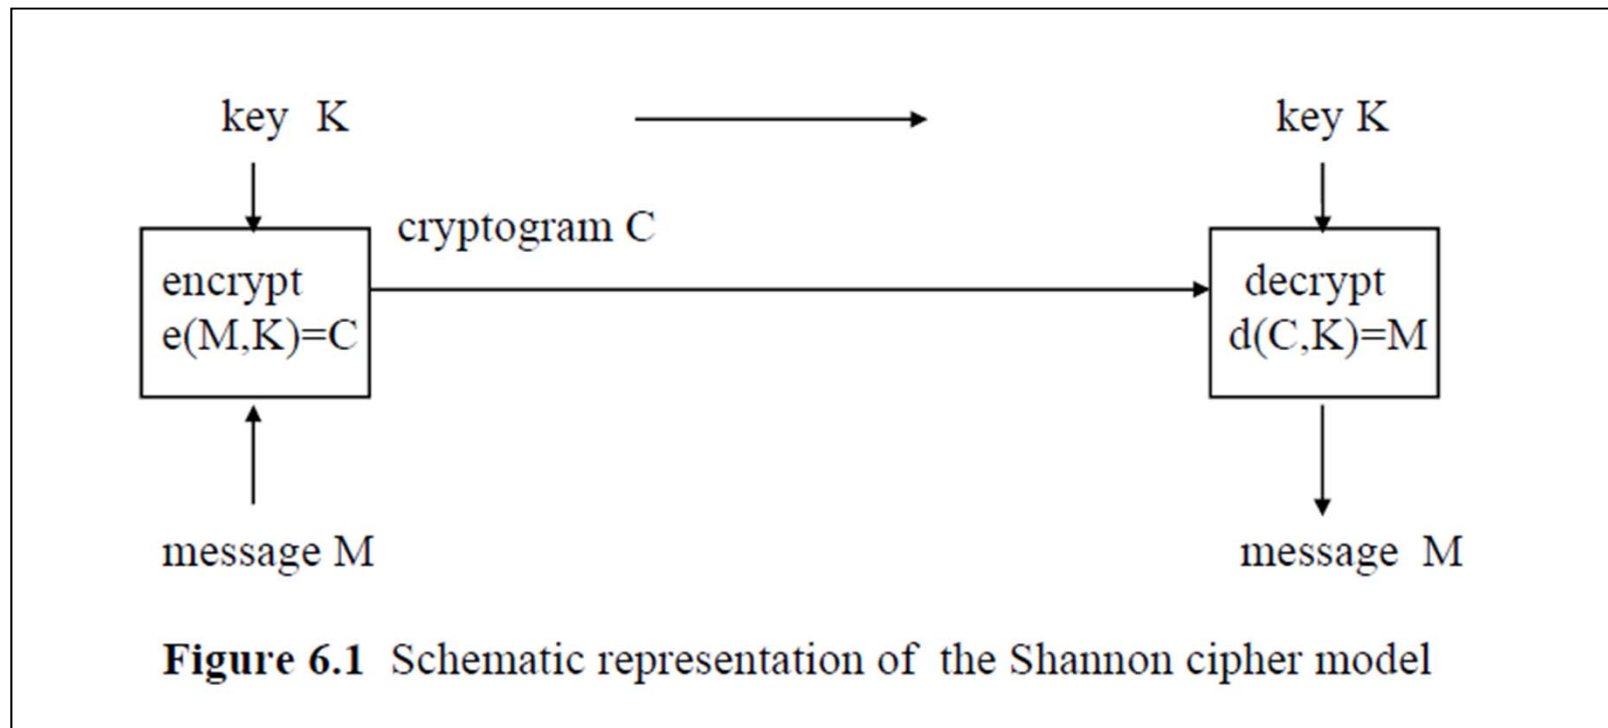 key K
key K
cryptogram C
encrypt
e(M,K)=C
decrypt
d(C,K)=M
message M
message M
Figure 6.1 Schematic representation of the Shannon cipher model